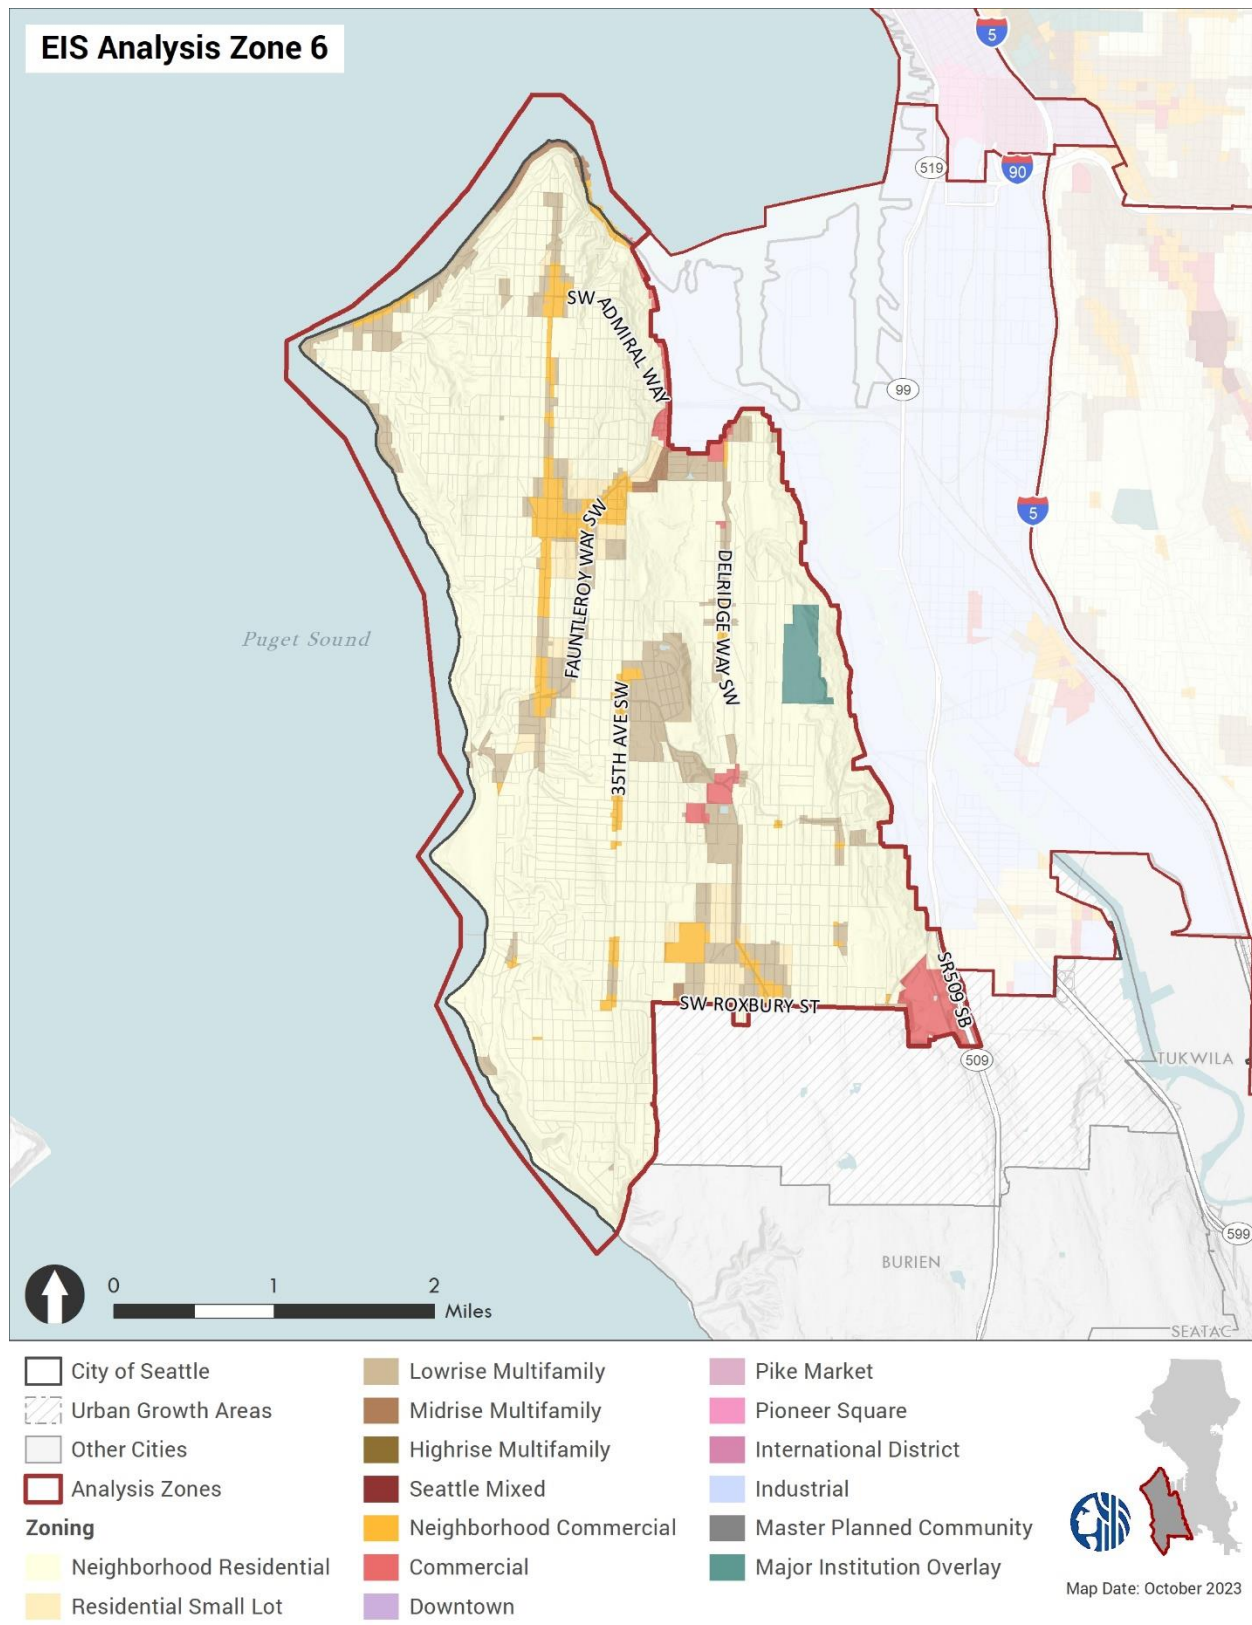 EIS Analysis Zone 6
5
519
90
SW ADMIRAL WAY
99
5
FAUNTLEROY WAY SW
DELRIDGE WAY SW
Puget Sound
35TH AVE SW
SR509 SB
SW ROXBURY ST
509
TUKWILA
599
BURIEN
SEATAC
0 1 2
Miles
City of Seattle
Urban Growth Areas
Other Cities
Analysis Zones
Zoning
Neighborhood Residential
Residential Small Lot
Lowrise Multifamily
Midrise Multifamily
Highrise Multifamily
Seattle Mixed
Neighborhood Commercial
Commercial
Downtown
Pike Market
Pioneer Square
International District
Industrial
Master Planned Community
Major Institution Overlay
Map Date: October 2023